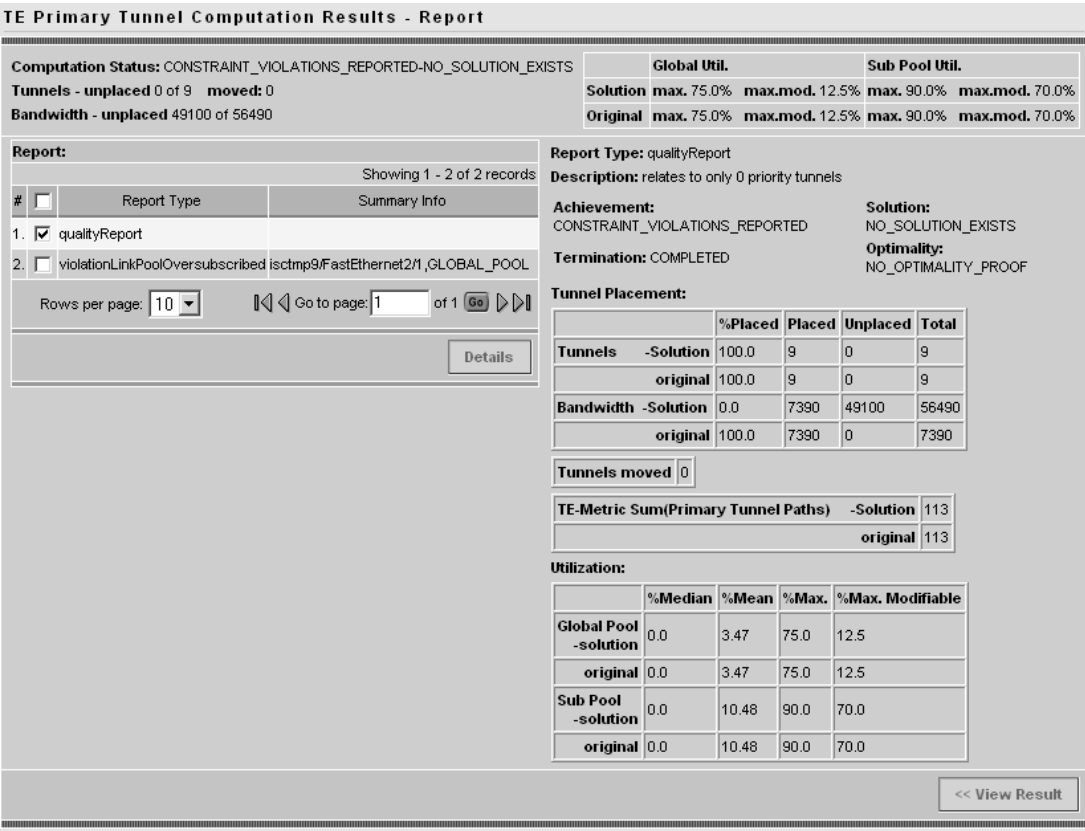 TE Primary Tunnel Computation Results - Report
Computation Status: CONSTRAINT_VIOLATIONS_REPORTED-NO_SOLUTION_EXISTS
Tunnels - unplaced 0 of 9 moved: 0
Bandwidth - unplaced 49100 of 56490
Global Util. Sub Pool Util.
Solution max. 75.0% max.mod. 12.5% max. 90.0% max.mod. 70.0%
Original max. 75.0% max.mod. 12.5% max. 90.0% max.mod. 70.0%
Report:
Showing 1 - 2 of 2 records
# Report Type Summary Info
1. qualityReport
2. violationLinkPoolOversubscribed isctmp9/FastEthernet2/1,GLOBAL_POOL
Rows per page: 10 Go to page: 1 of 1 Go
Details
Report Type: qualityReport
Description: relates to only 0 priority tunnels
Achievement: Solution:
CONSTRAINT_VIOLATIONS_REPORTED NO_SOLUTION_EXISTS
Termination: COMPLETED Optimality:
NO_OPTIMALITY_PROOF
Tunnel Placement:
%Placed Placed Unplaced Total
Tunnels -Solution 100.0 9 0 9
original 100.0 9 0 9
Bandwidth -Solution 0.0 7390 49100 56490
original 100.0 7390 0 7390
Tunnels moved 0
TE-Metric Sum(Primary Tunnel Paths) -Solution 113
original 113
Utilization:
%Median %Mean %Max. %Max. Modifiable
Global Pool
-solution 0.0 3.47 75.0 12.5
original 0.0 3.47 75.0 12.5
Sub Pool
-solution 0.0 10.48 90.0 70.0
original 0.0 10.48 90.0 70.0
<< View Result